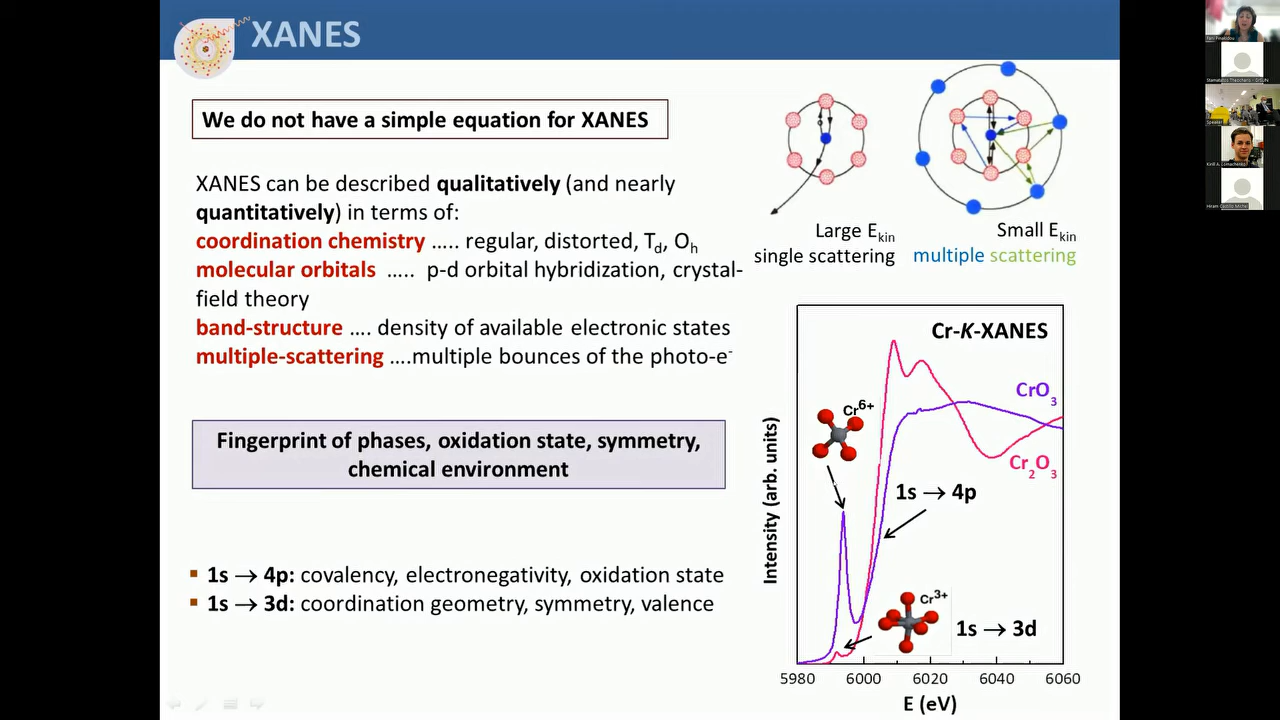 XANES
We do not have a simple equation for XANES
XANES can be described qualitatively (and nearly
quantitatively) in terms of:
coordination chemistry ..... regular, distorted, Td, Oh
molecular orbitals ..... p-d orbital hybridization, crystal-
field theory
band-structure .... density of available electronic states
multiple-scattering ....multiple bounces of the photo-e-
Fingerprint of phases, oxidation state, symmetry,
chemical environment
1s → 4p: covalency, electronegativity, oxidation state
1s → 3d: coordination geometry, symmetry, valence
Large Ekin
single scattering
Small Ekin
multiple scattering
Cr-K-XANES
CrO3
Cr6+
Cr2O3
1s → 4p
Cr3+
1s → 3d
Intensity (arb. units)
5980 6000 6020 6040 6060
E (eV)
Speaker